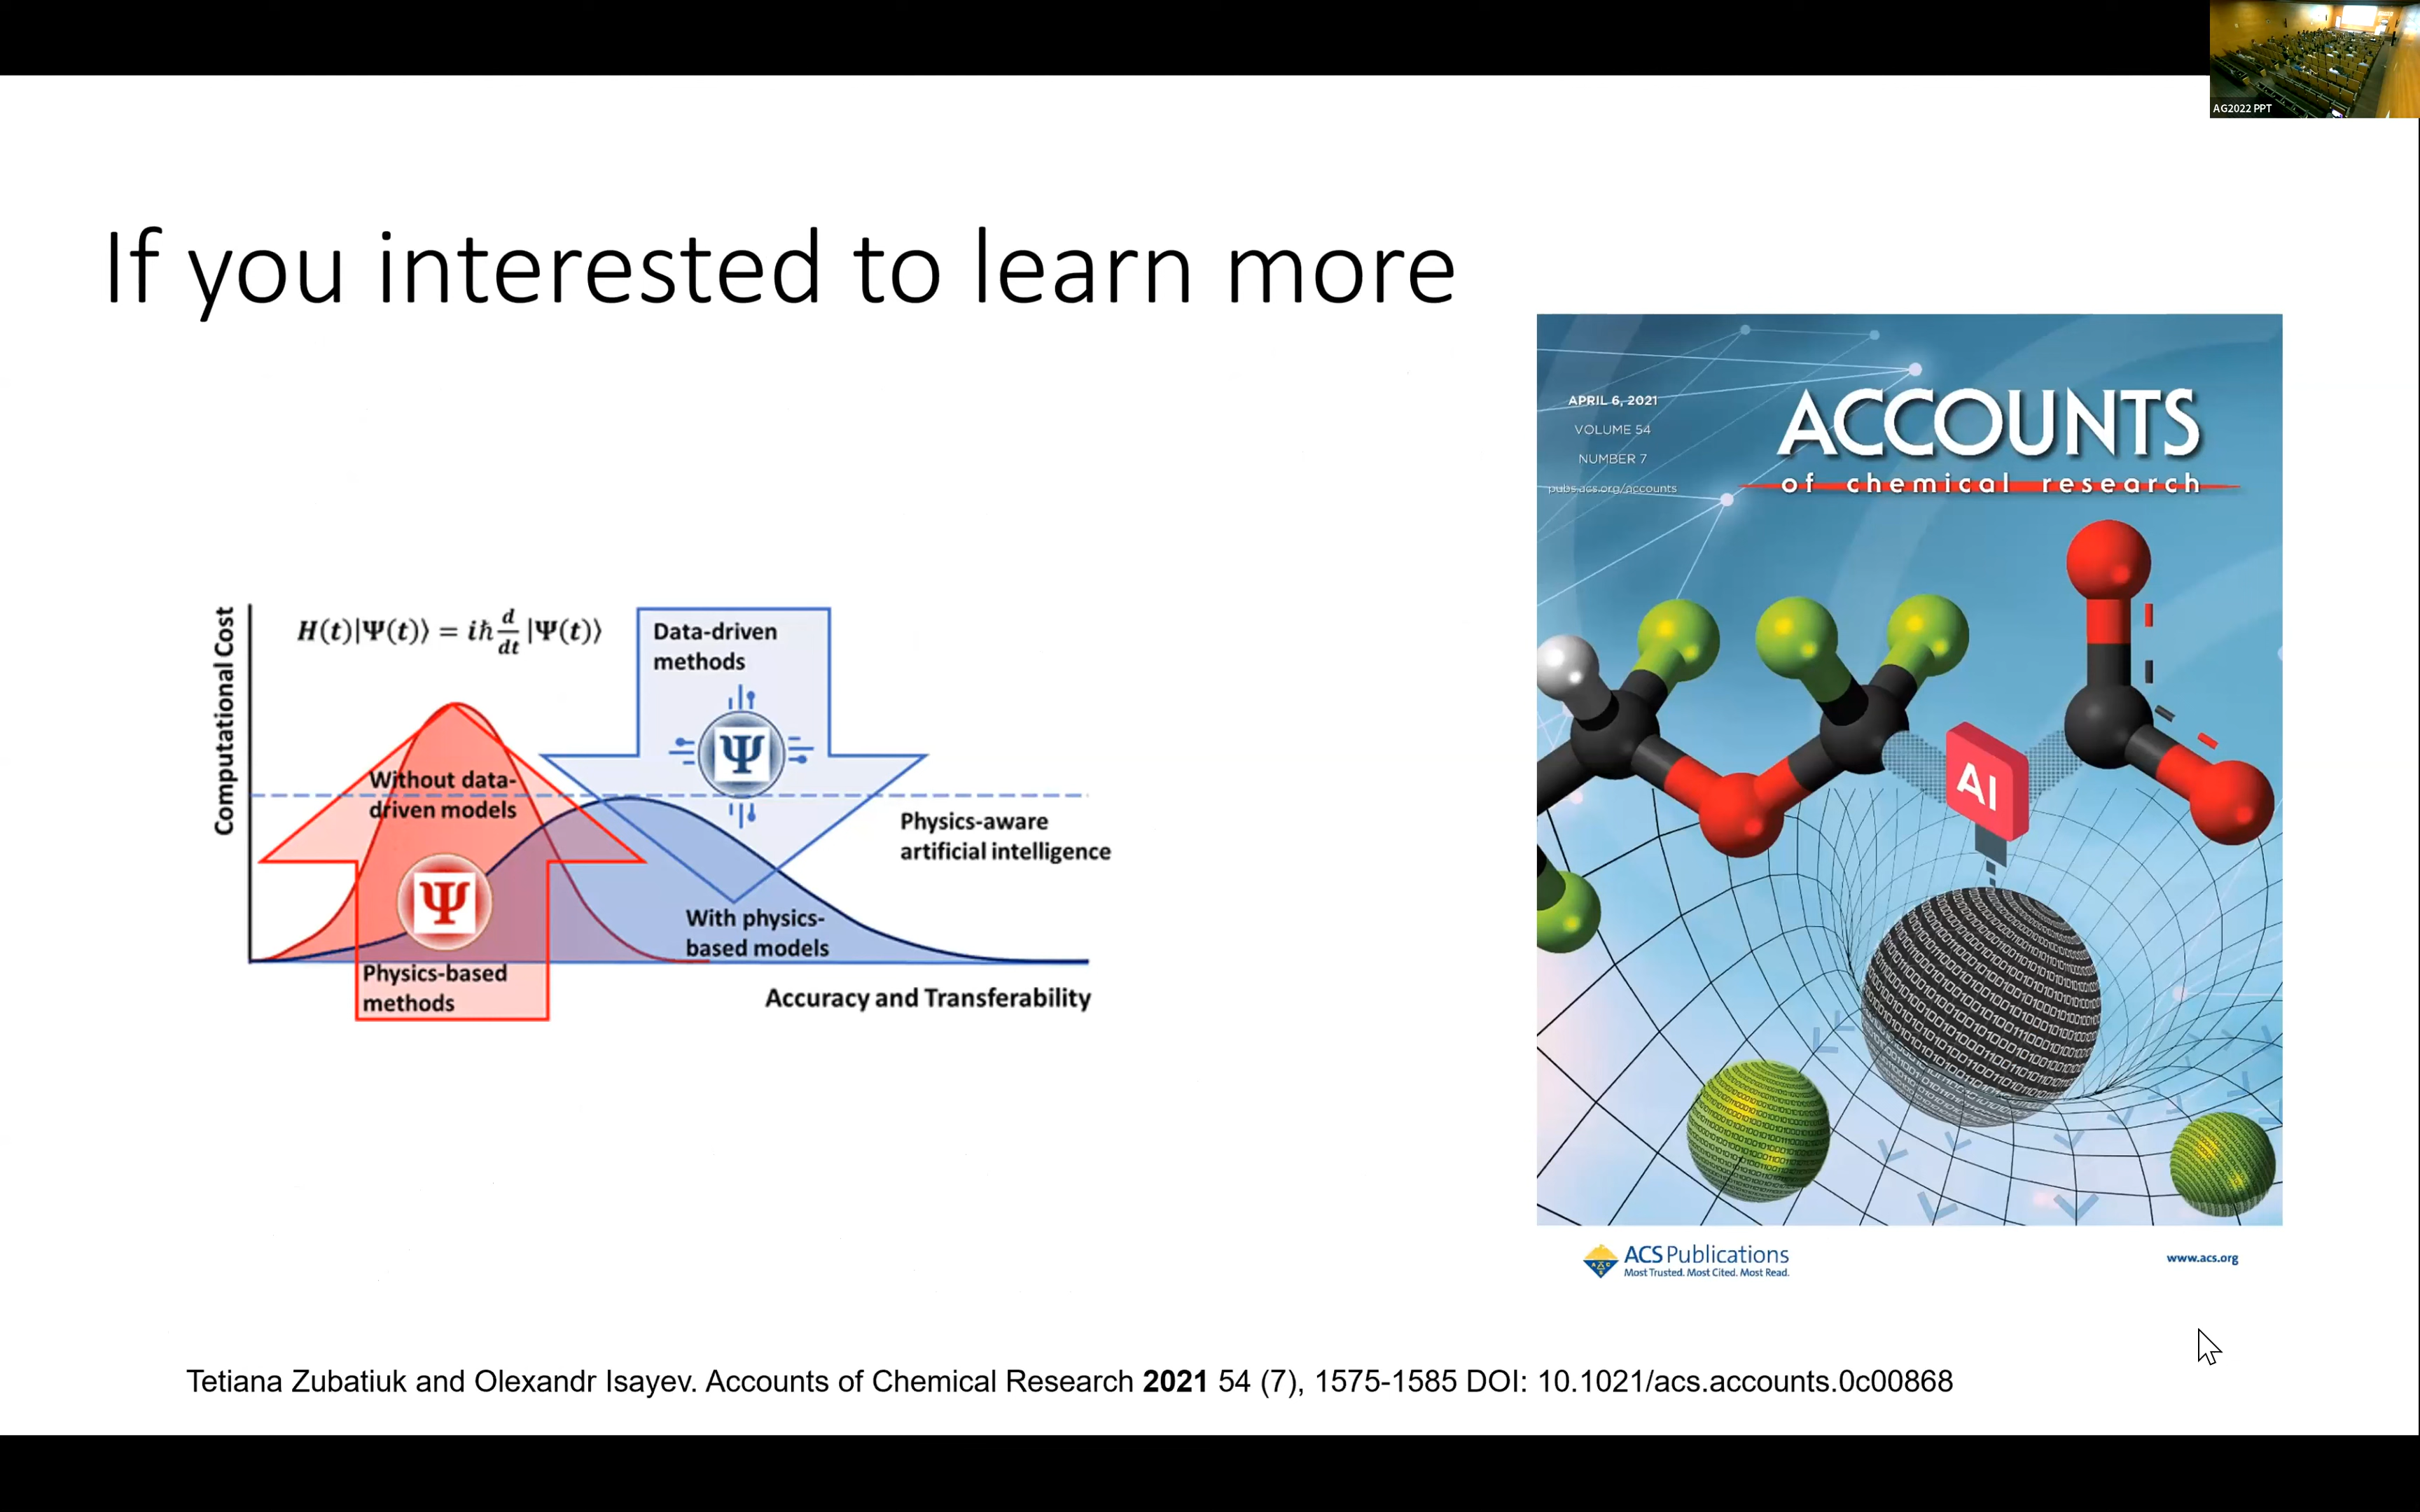 AG2022 PPT
If you interested to learn more
Computational Cost
H(t)|Ψ(t)⟩ = iℏ d/dt |Ψ(t)⟩
Data-driven
methods
Ψ
Without data-
driven models
Physics-aware
artificial intelligence
Ψ
With physics-
based models
Physics-based
methods
Accuracy and Transferability
APRIL 6, 2021
VOLUME 54
NUMBER 7
pubs.acs.org/accounts
ACCOUNTS
of chemical research
AI
ACS Publications
Most Trusted. Most Cited. Most Read.
www.acs.org
Tetiana Zubatiuk and Olexandr Isayev. Accounts of Chemical Research 2021 54 (7), 1575-1585 DOI: 10.1021/acs.accounts.0c00868